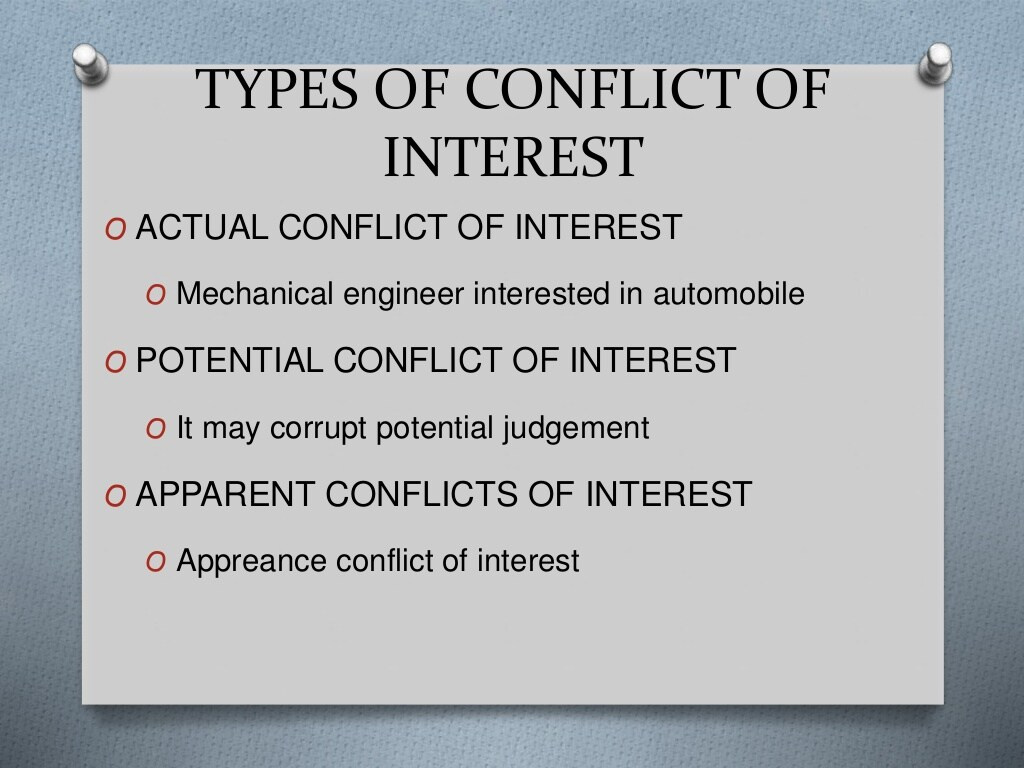 TYPES OF CONFLICT OF
INTEREST
O ACTUAL CONFLICT OF INTEREST
O Mechanical engineer interested in automobile
O POTENTIAL CONFLICT OF INTEREST
O It may corrupt potential judgement
O APPARENT CONFLICTS OF INTEREST
O Appreance conflict of interest